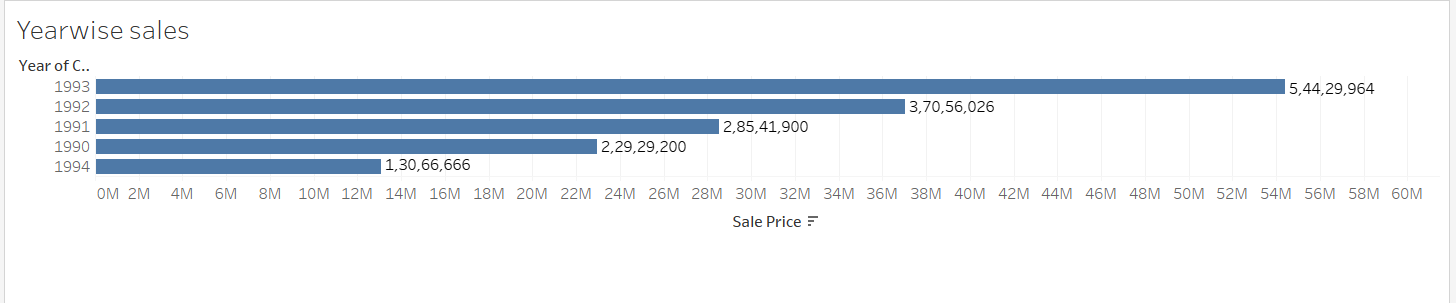 Yearwise sales
Year of C..
1993 5,44,29,964
1992 3,70,56,026
1991 2,85,41,900
1990 2,29,29,200
1994 1,30,66,666
0M 2M 4M 6M 8M 10M 12M 14M 16M 18M 20M 22M 24M 26M 28M 30M 32M 34M 36M 38M 40M 42M 44M 46M 48M 50M 52M 54M 56M 58M 60M
Sale Price